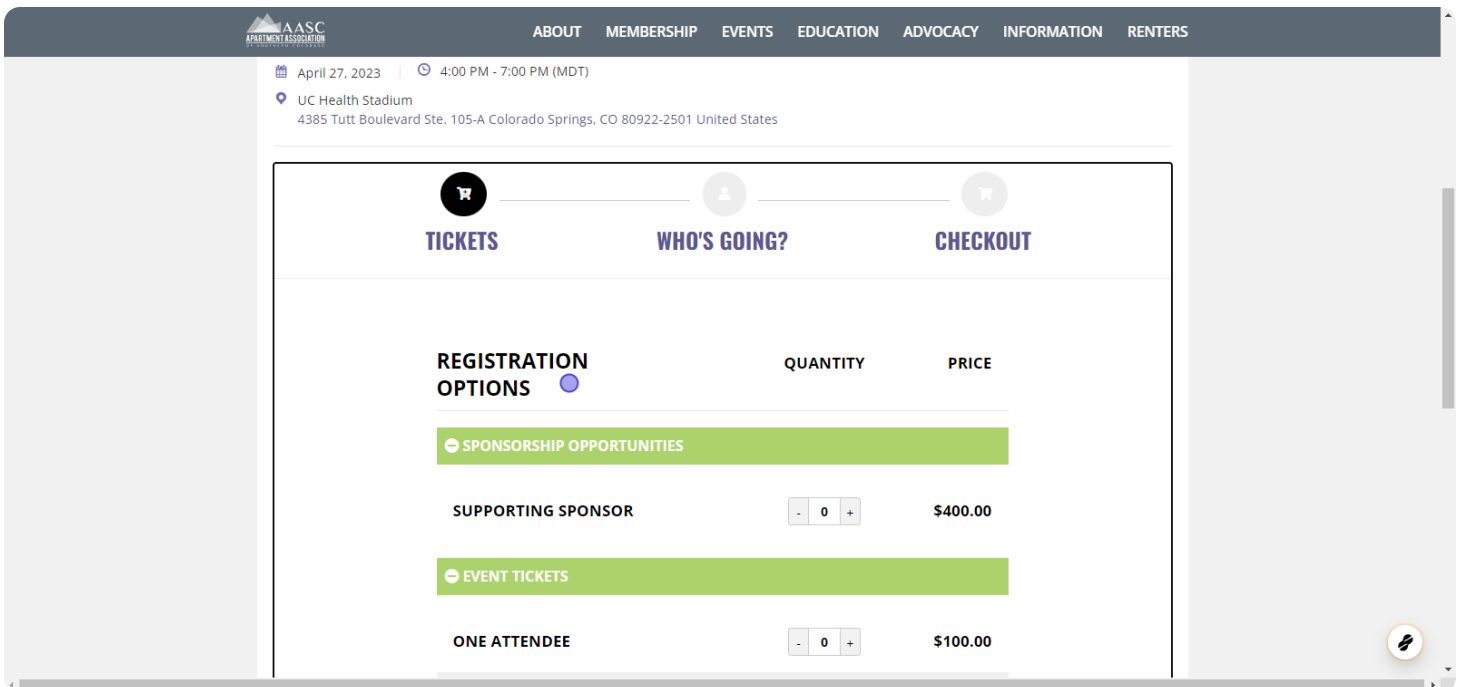 AASC
APARTMENT ASSOCIATION
OF SOUTHERN COLORADO
ABOUT MEMBERSHIP EVENTS EDUCATION ADVOCACY INFORMATION RENTERS
April 27, 2023 4:00 PM - 7:00 PM (MDT)
UC Health Stadium
4385 Tutt Boulevard Ste. 105-A Colorado Springs, CO 80922-2501 United States
TICKETS WHO'S GOING? CHECKOUT
REGISTRATION
OPTIONS
QUANTITY PRICE
SPONSORSHIP OPPORTUNITIES
SUPPORTING SPONSOR - 0 + $400.00
EVENT TICKETS
ONE ATTENDEE - 0 + $100.00